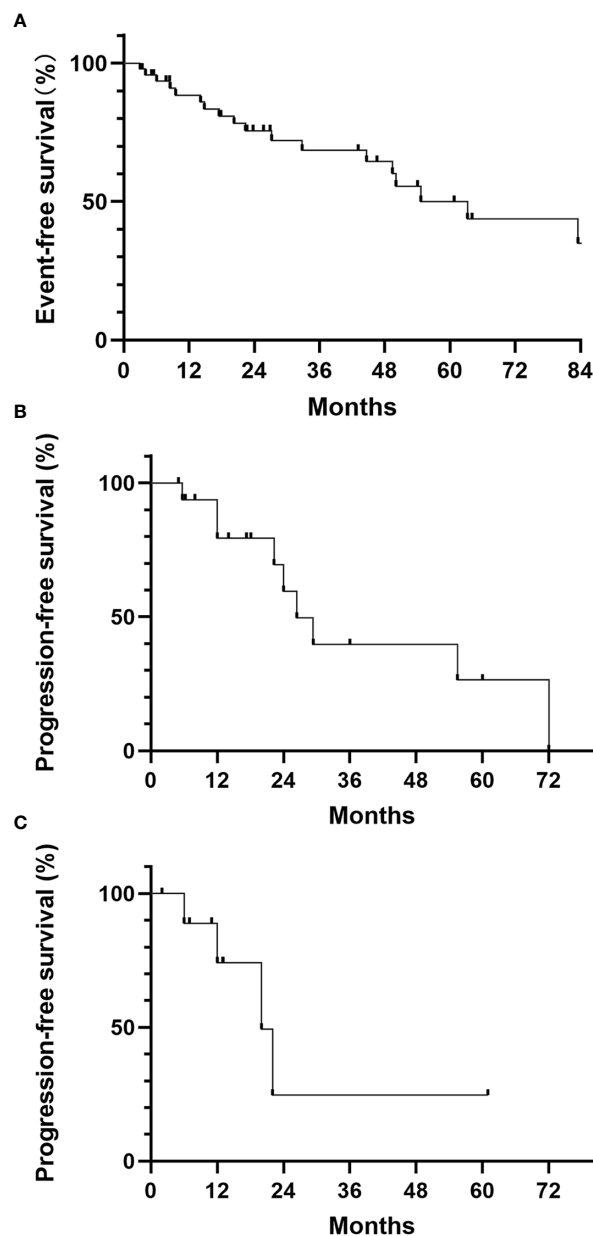 A
Event-free survival（%）
100
50
0
0 12 24 36 48 60 72 84
Months
B
Progression-free survival (%)
100
50
0
0 12 24 36 48 60 72
Months
C
Progression-free survival (%)
100
50
0
0 12 24 36 48 60 72
Months